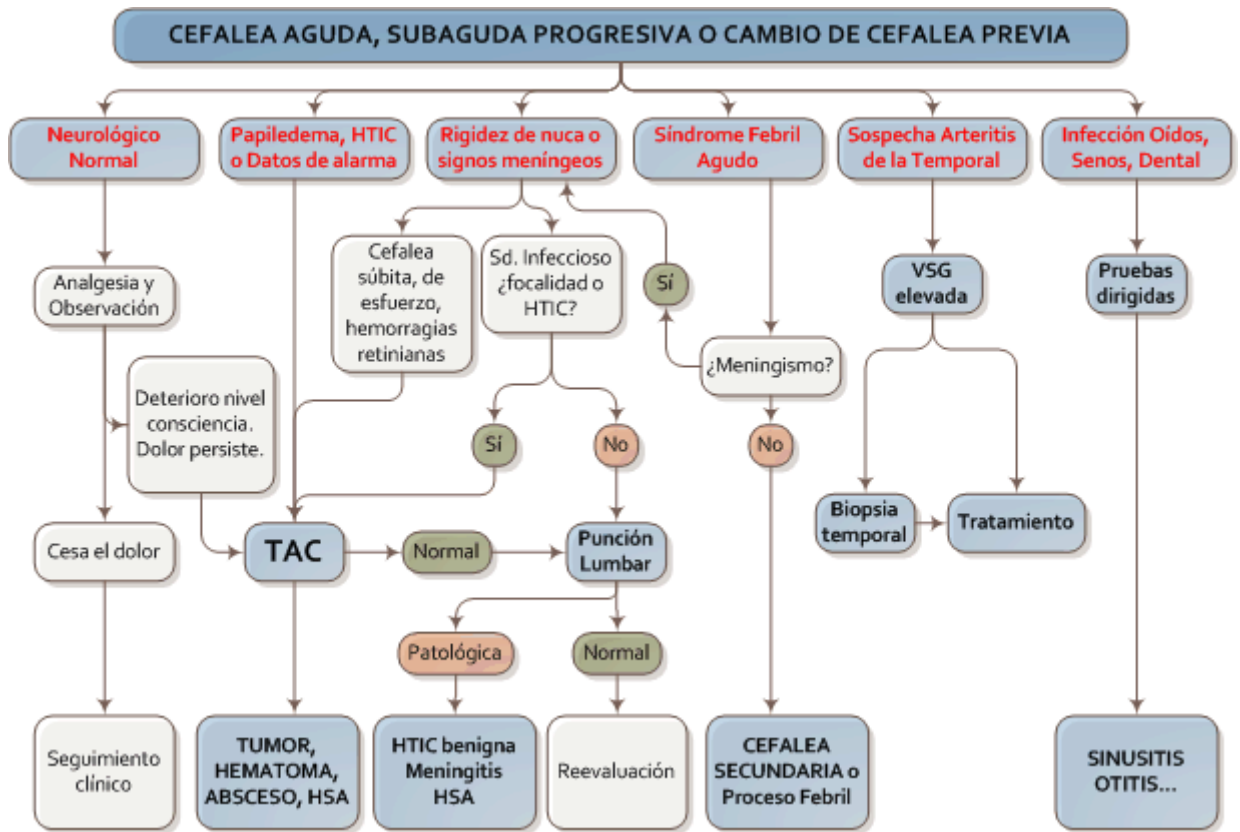 CEFALEA AGUDA, SUBAGUDA PROGRESIVA O CAMBIO DE CEFALEA PREVIA
Neurológico
Normal
Papiledema, HTIC
o Datos de alarma
Rigidez de nuca o
signos meníngeos
Síndrome Febril
Agudo
Sospecha Arteritis
de la Temporal
Infección Oídos,
Senos, Dental
Analgesia y
Observación
Cefalea
súbita, de
esfuerzo,
hemorragias
retinianas
Sd. Infeccioso
¿focalidad o
HTIC?
Sí
VSG
elevada
Pruebas
dirigidas
¿Meningismo?
Deterioro nivel
consciencia.
Dolor persiste.
Sí
No
No
Cesa el dolor
TAC
Normal
Punción
Lumbar
Biopsia
temporal
Tratamiento
Patológica
Normal
Seguimiento
clínico
TUMOR,
HEMATOMA,
ABSCESO, HSA
HTIC benigna
Meningitis
HSA
Reevaluación
CEFALEA
SECUNDARIA o
Proceso Febril
SINUSITIS
OTITIS...